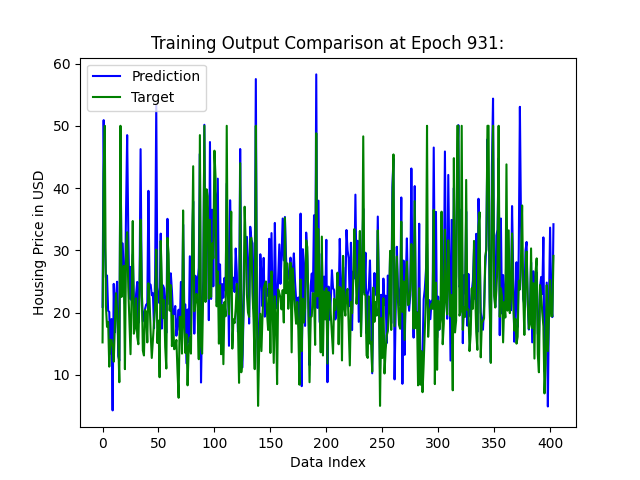 Training Output Comparison at Epoch 931:
Prediction
Target
Housing Price in USD
60
50
40
30
20
10
0 50 100 150 200 250 300 350 400
Data Index